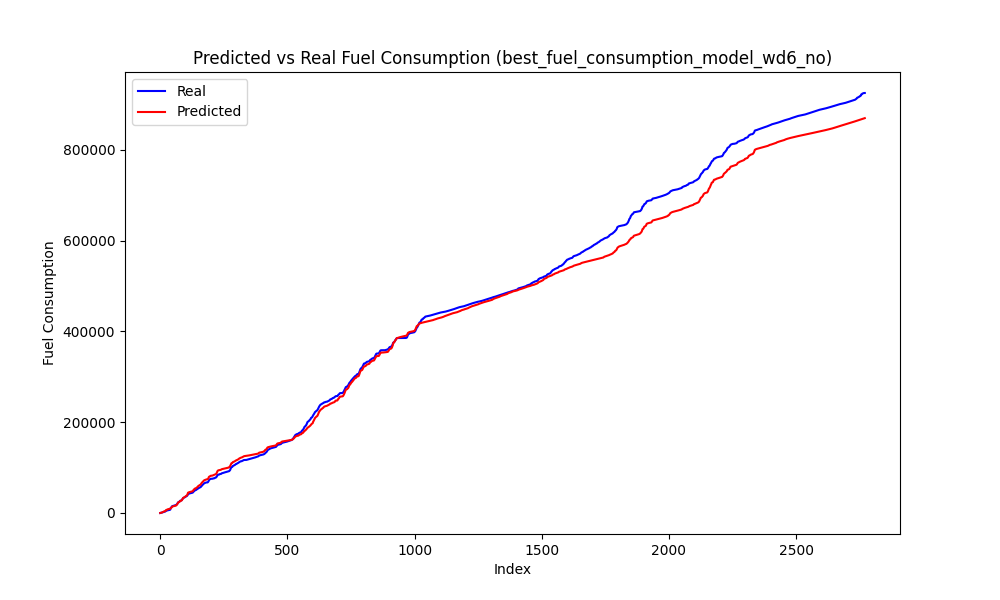 Predicted vs Real Fuel Consumption (best_fuel_consumption_model_wd6_no)
Real
Predicted
800000
600000
400000
200000
0
Fuel Consumption
0 500 1000 1500 2000 2500
Index